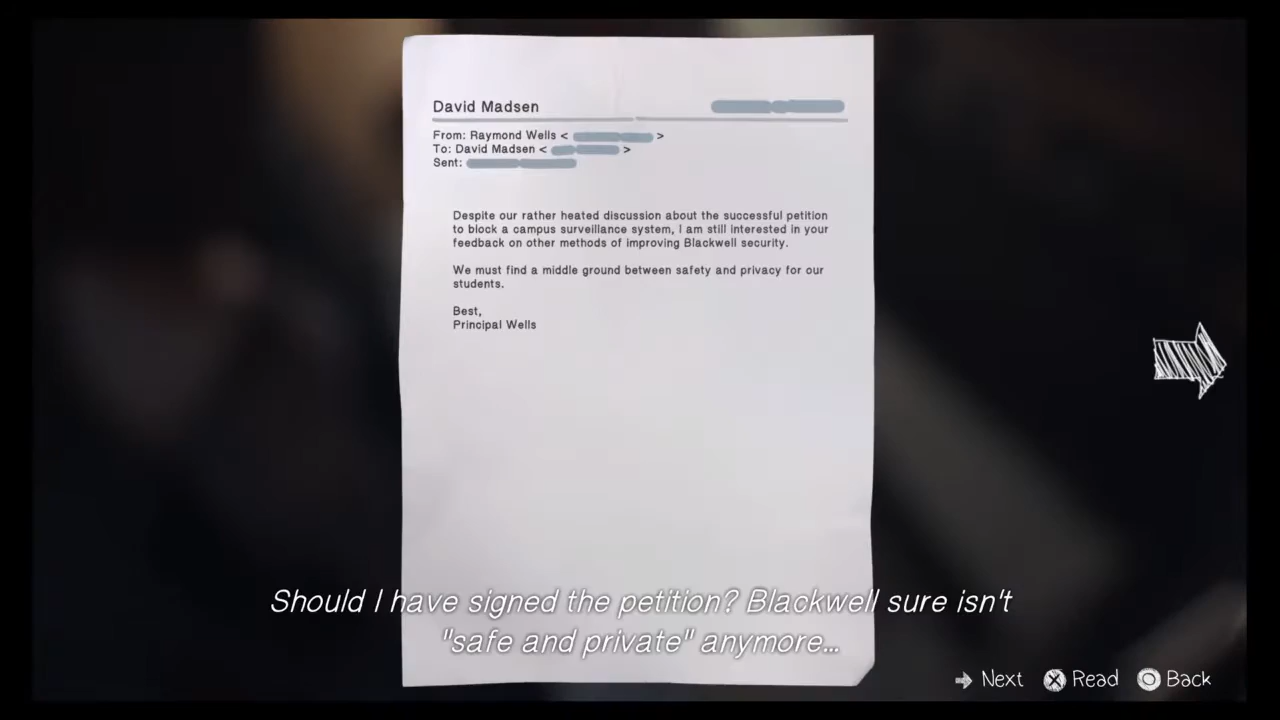 David Madsen
From: Raymond Wells < >
To: David Madsen < >
Sent:
Despite our rather heated discussion about the successful petition
to block a campus surveillance system, I am still interested in your
feedback on other methods of improving Blackwell security.
We must find a middle ground between safety and privacy for our
students.
Best,
Principal Wells
Should I have signed the petition? Blackwell sure isn't
"safe and private" anymore...
Next Read Back